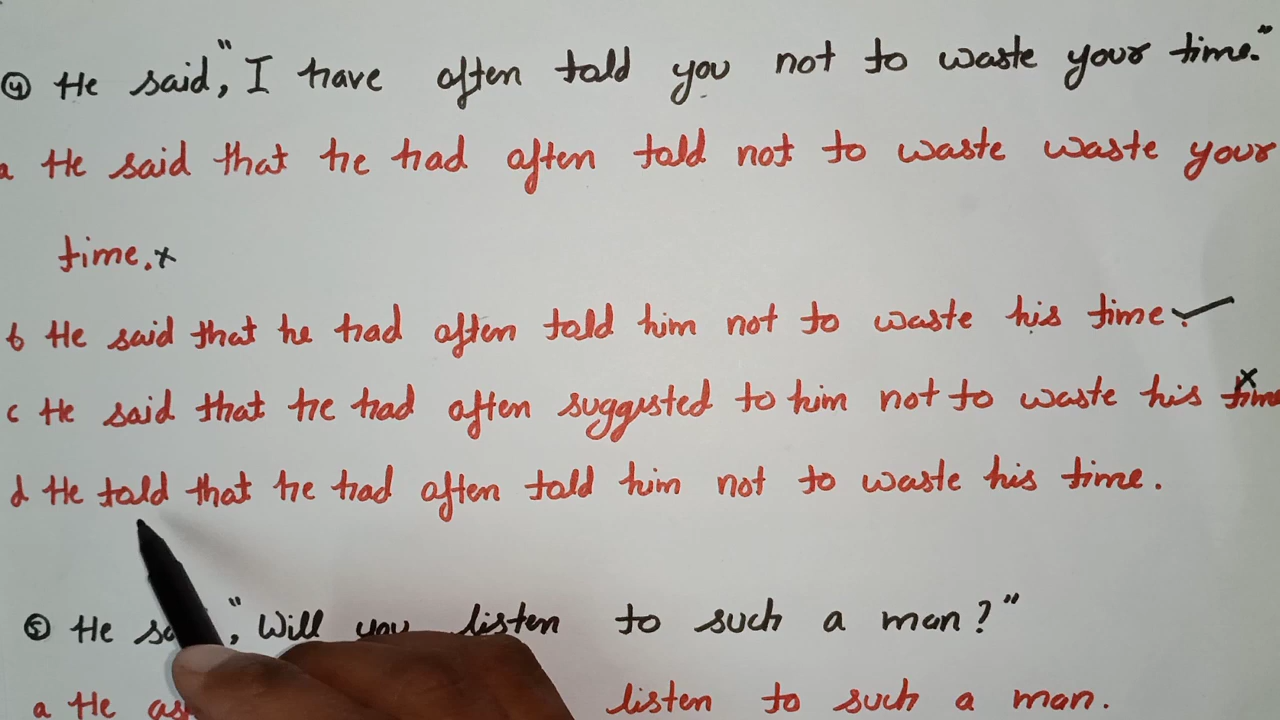 ④ He said, "I have often told you not to waste your time."
a He said that he had often told not to waste waste your
time. x
b He said that he had often told him not to waste his time. ✓
c He said that he had often suggested to him not to waste his time x
d He told that he had often told him not to waste his time.
⑤ He , "Will you listen to such a man?"
a He listen to such a man.